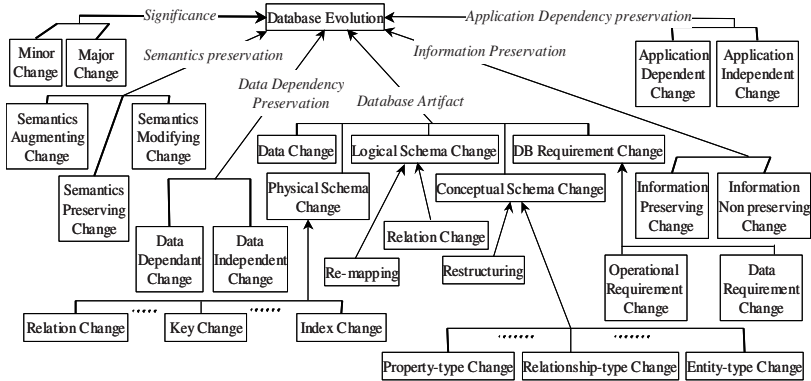 Significance
Database Evolution
Application Dependency preservation
Minor
Change
Major
Change
Semantics preservation
Information Preservation
Application
Dependent
Change
Application
Independent
Change
Data Dependency
Preservation
Database Artifact
Semantics
Augmenting
Change
Semantics
Modifying
Change
Data Change
Logical Schema Change
DB Requirement Change
Semantics
Preserving
Change
Physical Schema
Change
Conceptual Schema Change
Information
Preserving
Change
Information
Non preserving
Change
Data
Dependant
Change
Data
Independent
Change
Relation Change
Re-mapping
Restructuring
Operational
Requirement
Change
Data
Requirement
Change
Relation Change
Key Change
Index Change
Property-type Change
Relationship-type Change
Entity-type Change